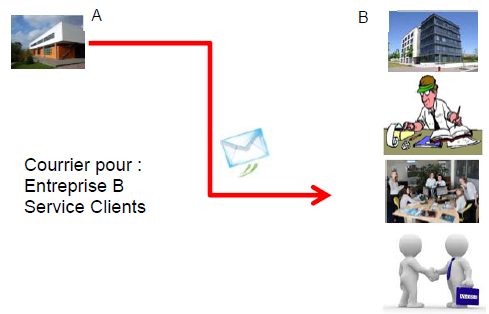 A
B
Courrier pour :
Entreprise B
Service Clients